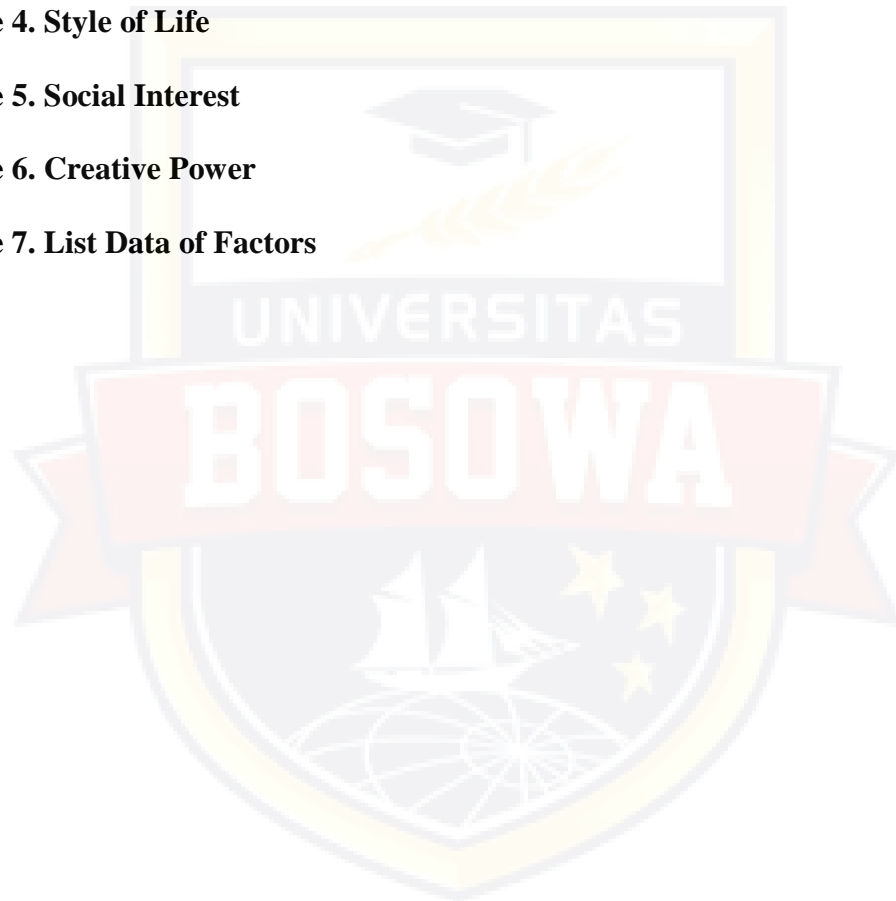 e 4. Style of Life
e 5. Social Interest
e 6. Creative Power
e 7. List Data of Factors
UNIVERSITAS
BOSOWA